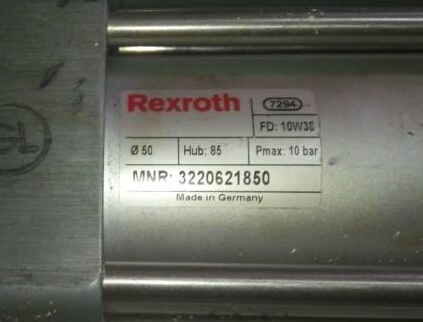 Rexroth 7294
FD: 10W38
Ø 50 Hub: 85 Pmax: 10 bar
MNR: 3220621850
Made in Germany